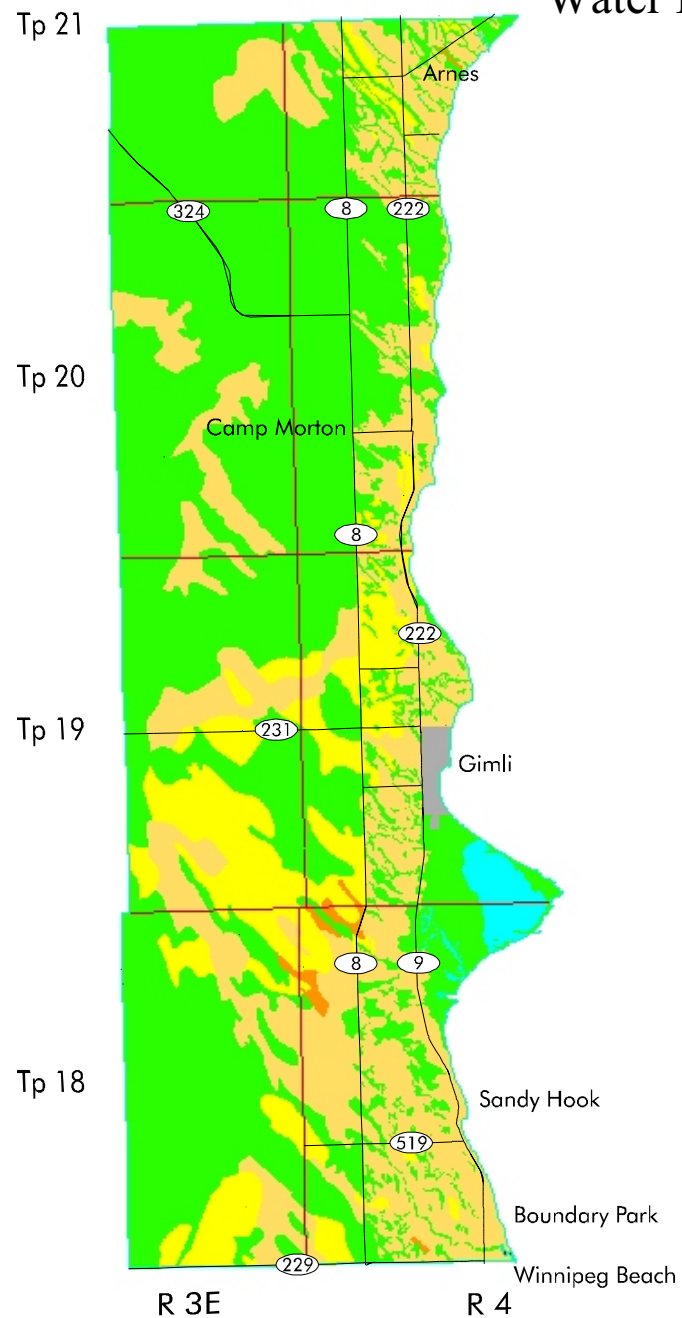 Water
Tp 21
Arnes
324
8
222
Tp 20
Camp Morton
8
222
Tp 19
231
Gimli
8
9
Tp 18
Sandy Hook
519
Boundary Park
229
Winnipeg Beach
R 3E
R 4